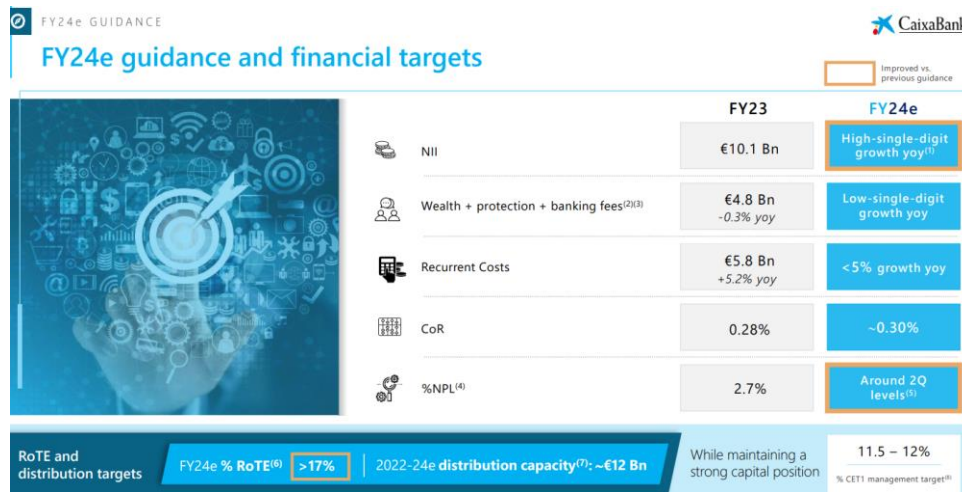 FY24e GUIDANCE
CaixaBank
FY24e guidance and financial targets
Improved vs.
previous guidance
FY23
FY24e
NII
€10.1 Bn
High-single-digit
growth yoy(1)
Wealth + protection + banking fees(2)(3)
€4.8 Bn
-0.3% yoy
Low-single-digit
growth yoy
Recurrent Costs
€5.8 Bn
+5.2% yoy
<5% growth yoy
CoR
0.28%
~0.30%
%NPL(4)
2.7%
Around 2Q
levels(5)
RoTE and
distribution targets
FY24e % RoTE(6) >17%
2022-24e distribution capacity(7): ~€12 Bn
While maintaining a
strong capital position
11.5 – 12%
% CET1 management target(8)